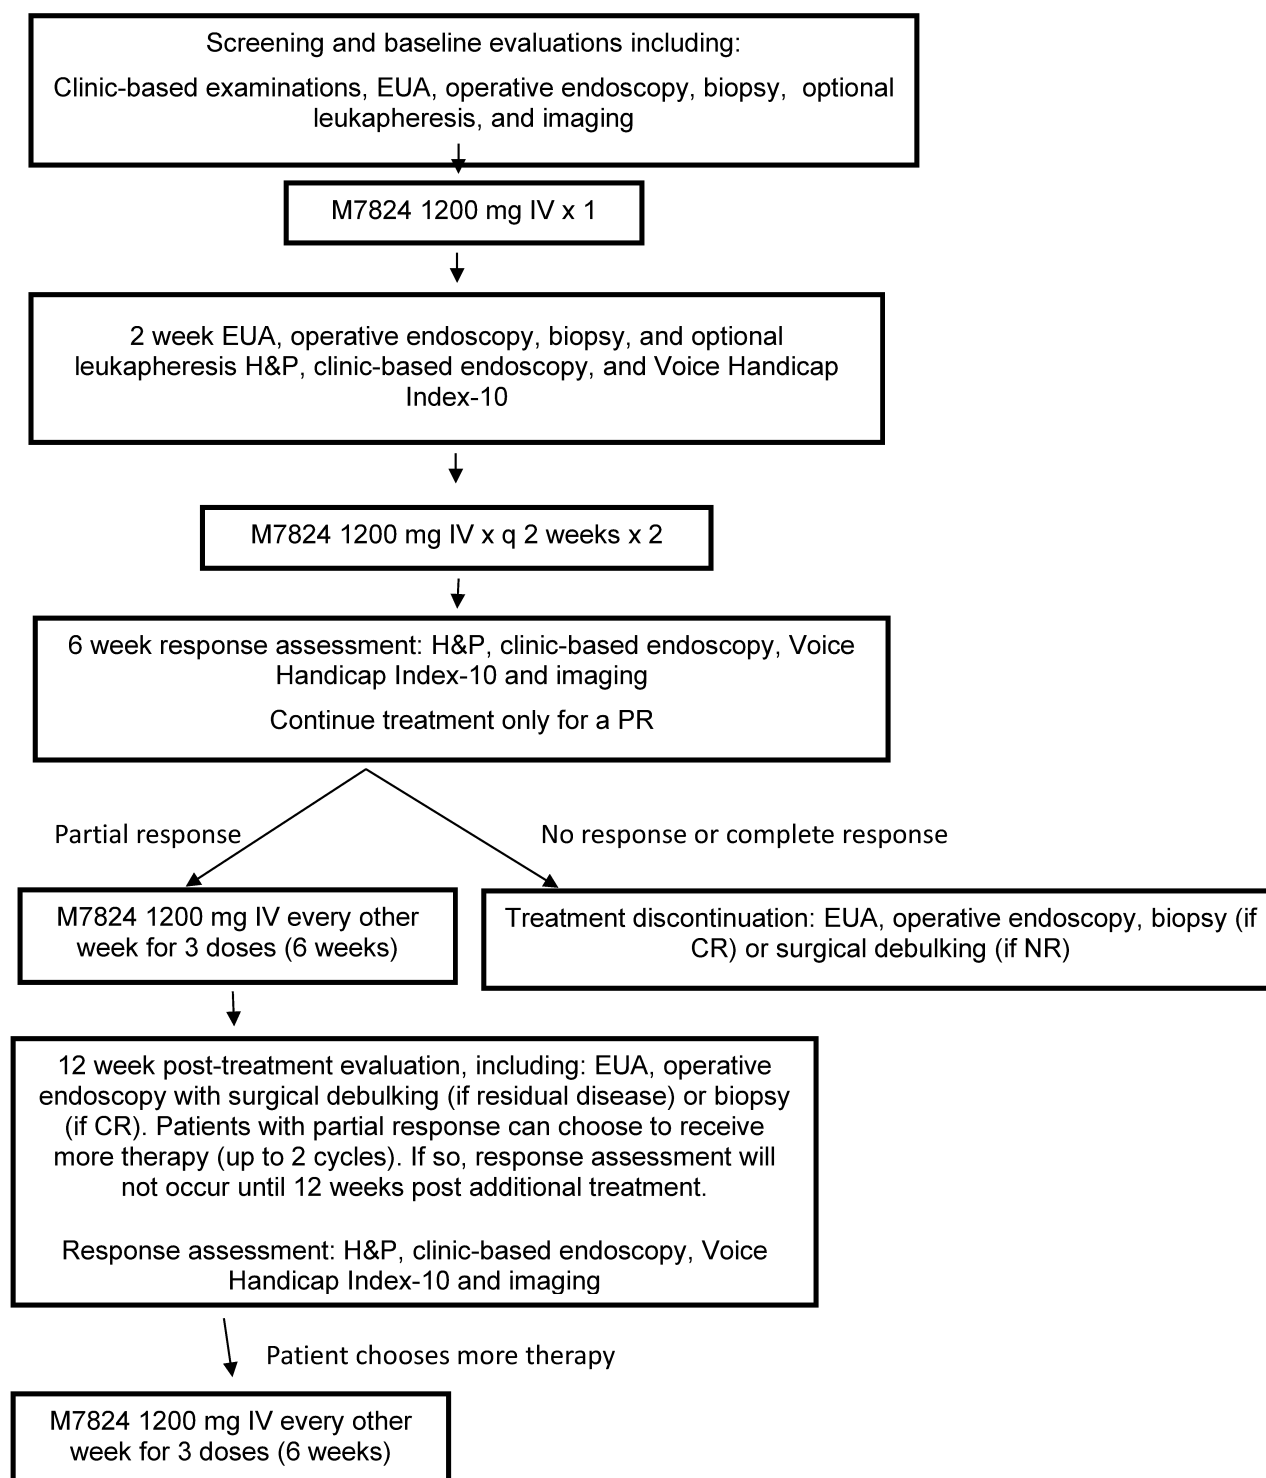 Screening and baseline evaluations including:
Clinic-based examinations, EUA, operative endoscopy, biopsy, optional
leukapheresis, and imaging
M7824 1200 mg IV x 1
2 week EUA, operative endoscopy, biopsy, and optional
leukapheresis H&P, clinic-based endoscopy, and Voice Handicap
Index-10
M7824 1200 mg IV x q 2 weeks x 2
6 week response assessment: H&P, clinic-based endoscopy, Voice
Handicap Index-10 and imaging
Continue treatment only for a PR
Partial response
No response or complete response
M7824 1200 mg IV every other
week for 3 doses (6 weeks)
Treatment discontinuation: EUA, operative endoscopy, biopsy (if
CR) or surgical debulking (if NR)
12 week post-treatment evaluation, including: EUA, operative
endoscopy with surgical debulking (if residual disease) or biopsy
(if CR). Patients with partial response can choose to receive
more therapy (up to 2 cycles). If so, response assessment will
not occur until 12 weeks post additional treatment.
Response assessment: H&P, clinic-based endoscopy, Voice
Handicap Index-10 and imaging
Patient chooses more therapy
M7824 1200 mg IV every other
week for 3 doses (6 weeks)